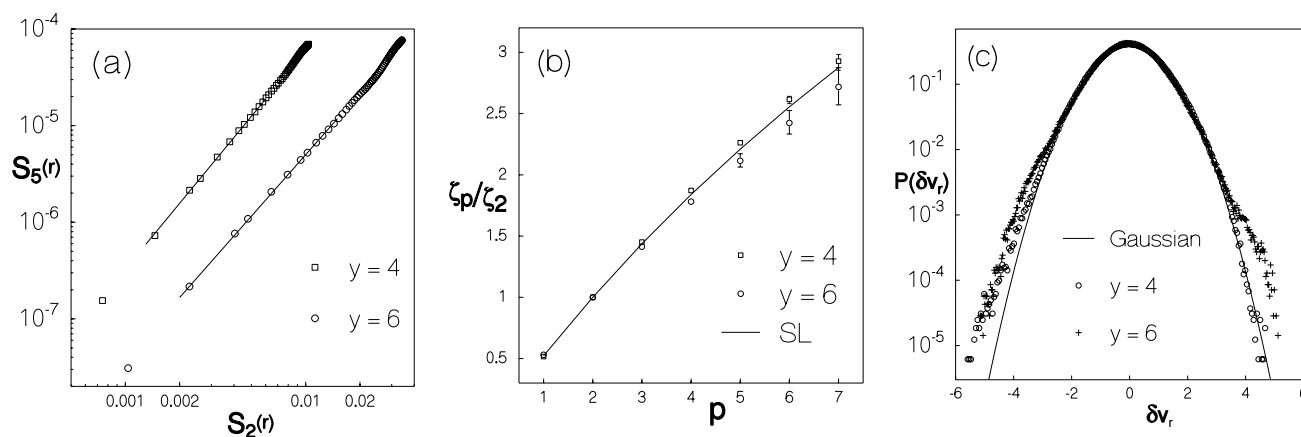 (a)
10^-4
10^-5
10^-6
10^-7
S5(r)
0.001
0.002
0.01
0.02
S2(r)
y = 4
y = 6
(b)
3
2.5
2
1.5
1
0.5
ζp/ζ2
1
2
3
4
5
6
7
p
y = 4
y = 6
SL
(c)
10^-1
10^-2
10^-3
10^-4
10^-5
P(δvr)
-6
-4
-2
0
2
4
6
δvr
Gaussian
y = 4
y = 6